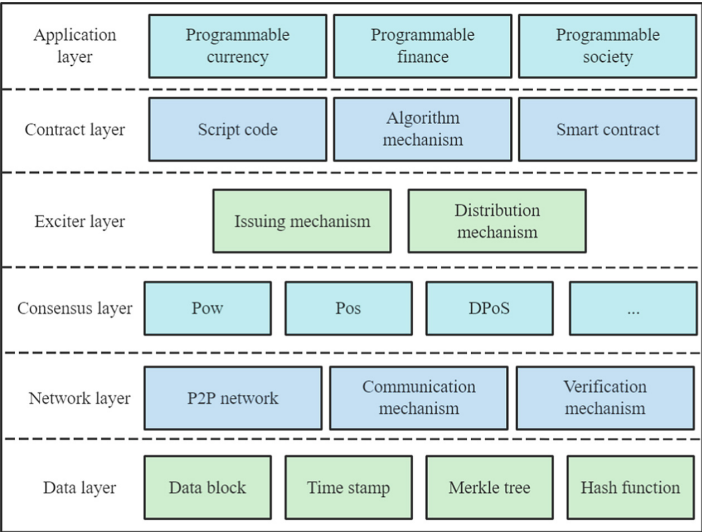 Application
layer
Programmable
currency
Programmable
finance
Programmable
society
Contract layer
Script code
Algorithm
mechanism
Smart contract
Exciter layer
Issuing mechanism
Distribution
mechanism
Consensus layer
Pow
Pos
DPoS
...
Network layer
P2P network
Communication
mechanism
Verification
mechanism
Data layer
Data block
Time stamp
Merkle tree
Hash function